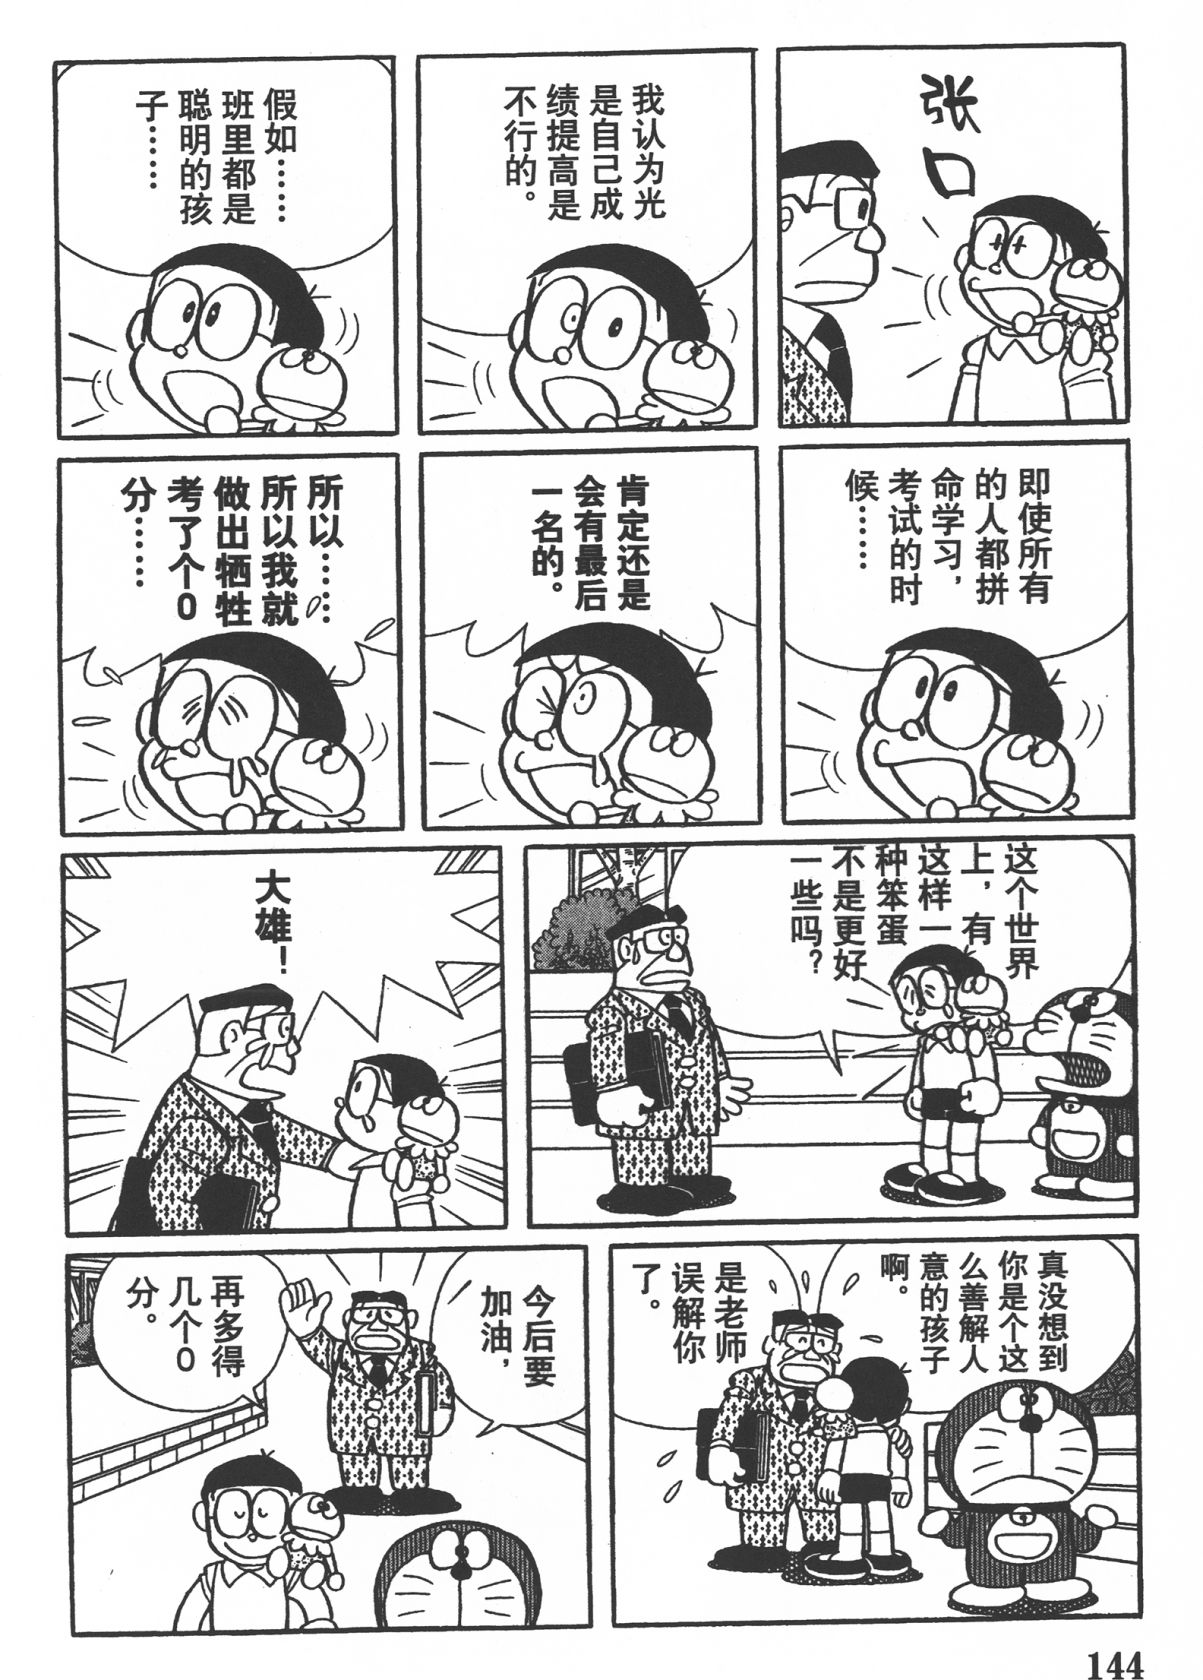 张口
我认为光
是自己成
绩提高是
不行的。
假如……
班里都是
聪明的孩
子……
即使所有
的人都拼
命学习，
考试的时
候……
肯定还是
会有最后
一名的。
所以……
所以我就
做出牺牲
考了个0
分……
这个世界
上，有
这样一
种笨蛋
不是更好
一些吗？
大雄！
真没想到
你是个这
么善解人
意的孩子
啊。
是老师
误解你
了。
今后要
加油，
再多得
几个0
分。
144